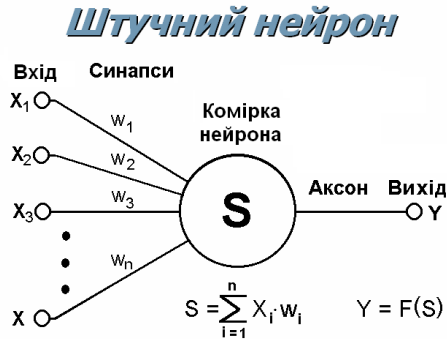 Штучний нейрон
Вхід Синапси
X1
w1
Комірка
нейрона
X2
w2
X3
w3
S
Аксон Вихід
Y
wn
X
S = n ∑ i=1 Xi·wi Y = F(S)